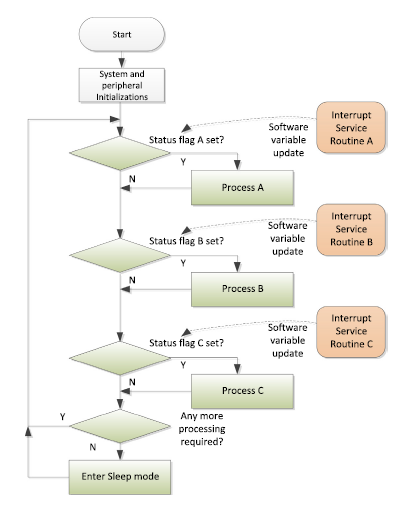 Start
System and
peripheral
Initializations
Status flag A set?
Software
variable
update
Interrupt
Service
Routine A
Y
N
Process A
Status flag B set?
Software
variable
update
Interrupt
Service
Routine B
Y
N
Process B
Status flag C set?
Software
variable
update
Interrupt
Service
Routine C
Y
N
Process C
Y
Any more
processing
required?
N
Enter Sleep mode